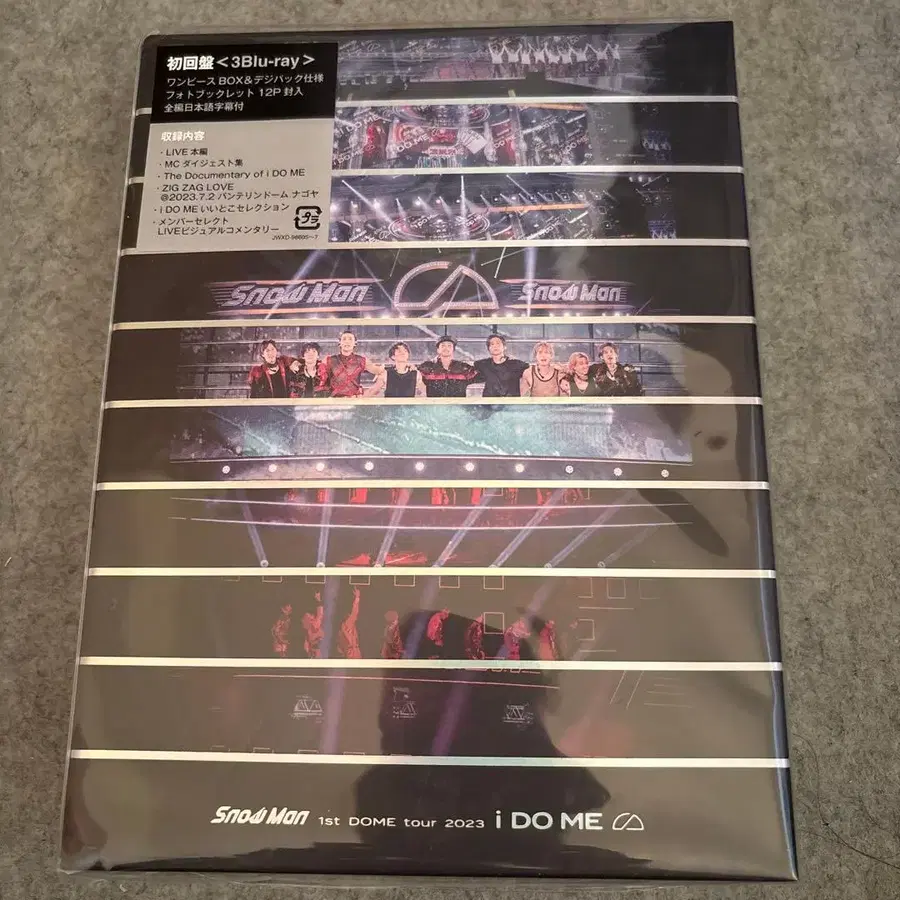 初回盤<3Blu-ray>
ワンピースBOX&デジパック仕様
フォトブックレット12P封入
全編日本語字幕付
収録内容
・LIVE本編
・MCダイジェスト集
・The Documentary of i DO ME
・ZIG ZAG LOVE
@2023.7.2 バンテリンドーム ナゴヤ
・i DO ME いいとこセレクション
・メンバーセレクト
LIVEビジュアルコメンタリー
プラ
Snow Man
Snow Man
Snow Man 1st DOME tour 2023 i DO ME